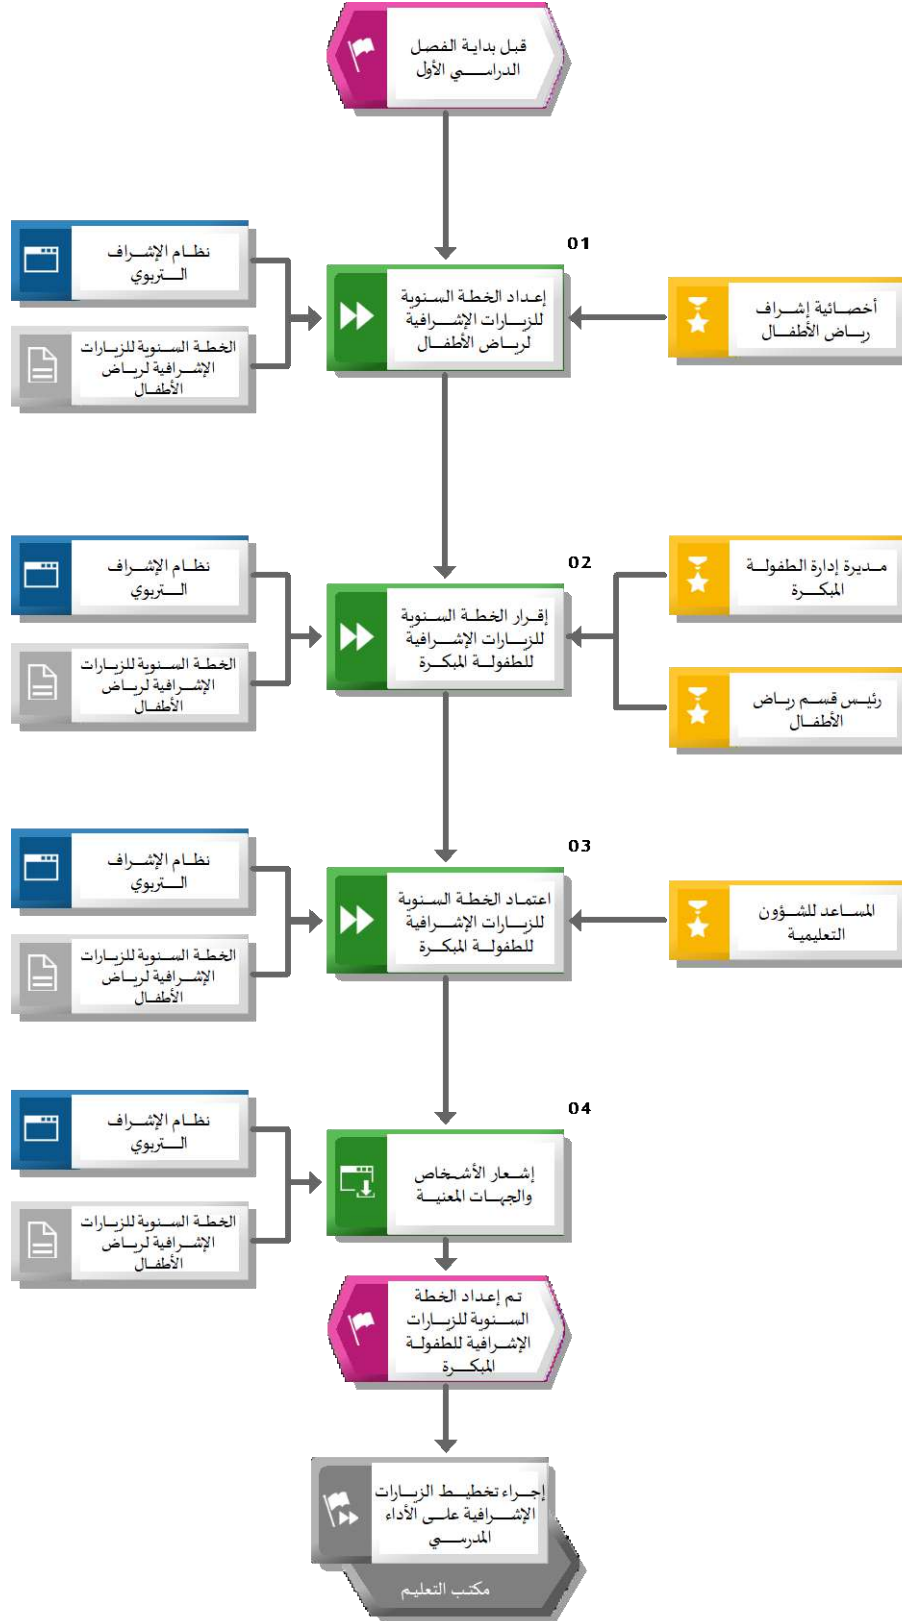 قبل بداية الفصل
الدراسي الأول
01
نظام الإشراف
التربوي
إعداد الخطة السنوية
للزيارات الإشرافية
لرياض الأطفال
أخصائية إشراف
رياض الأطفال
الخطة السنوية للزيارات
الإشرافية لرياض
الأطفال
02
نظام الإشراف
التربوي
إقرار الخطة السنوية
للزيارات الإشرافية
للطفولة المبكرة
مديرة إدارة الطفولة
المبكرة
الخطة السنوية للزيارات
الإشرافية لرياض
الأطفال
رئيس قسم رياض
الأطفال
03
نظام الإشراف
التربوي
اعتماد الخطة السنوية
للزيارات الإشرافية
للطفولة المبكرة
المساعد للشؤون
التعليمية
الخطة السنوية للزيارات
الإشرافية لرياض
الأطفال
04
نظام الإشراف
التربوي
إشعار الأشخاص
والجهات المعنية
الخطة السنوية للزيارات
الإشرافية لرياض
الأطفال
تم إعداد الخطة
السنوية للزيارات
الإشرافية للطفولة
المبكرة
إجراء تخطيط الزيارات
الإشرافية على الأداء
المدرسي
مكتب التعليم